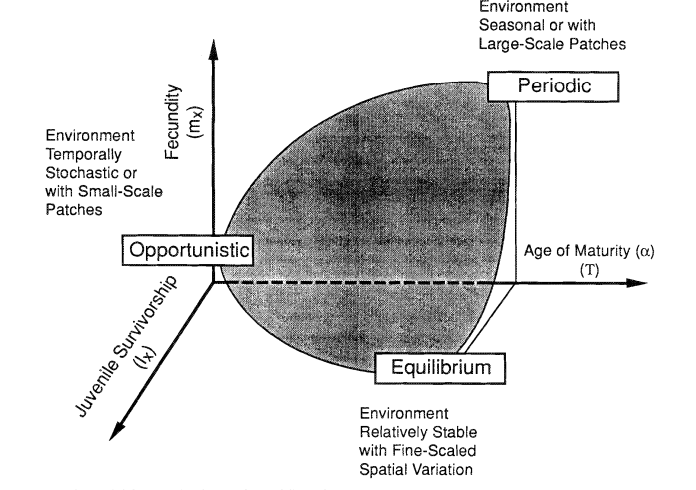 Environment
Seasonal or with
Large-Scale Patches
Periodic
Fecundity
(mx)
Environment
Temporally
Stochastic or
with Small-Scale
Patches
Opportunistic
Age of Maturity (α)
(T)
Juvenile Survivorship
(lx)
Equilibrium
Environment
Relatively Stable
with Fine-Scaled
Spatial Variation